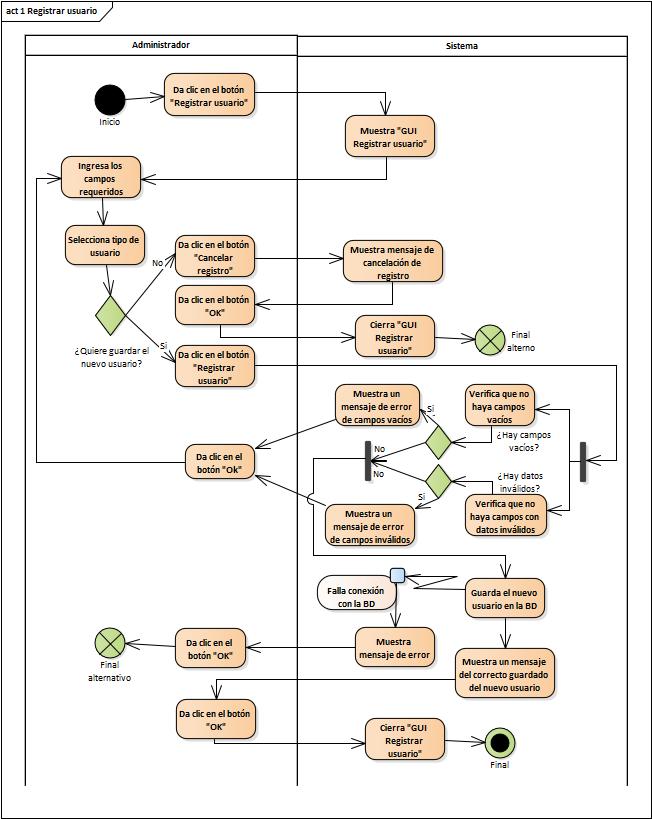 act 1 Registrar usuario
Administrador
Sistema
Da clic en el botón
"Registrar usuario"
Inicio
Muestra "GUI
Registrar usuario"
Ingresa los
campos
requeridos
Selecciona tipo de
usuario
No
Da clic en el botón
"Cancelar
registro"
Muestra mensaje de
cancelación de
registro
Da clic en el botón
"OK"
Cierra "GUI
Registrar
usuario"
Final
alterno
¿Quiere guardar el
nuevo usuario?
Si
Da clic en el botón
"Registrar
usuario"
Muestra un
mensaje de error
de campos vacíos
Si
Verifica que no
haya campos
vacíos
¿Hay campos
vacíos?
No
Da clic en el
botón "Ok"
No
¿Hay datos
inválidos?
Si
Verifica que no
haya campos con
datos inválidos
Muestra un
mensaje de error
de campos inválidos
Falla conexión
con la BD
Guarda el nuevo
usuario en la BD
Final
alternativo
Da clic en el
botón "OK"
Muestra
mensaje de error
Muestra un mensaje
del correcto guardado
del nuevo usuario
Da clic en el botón
"OK"
Cierra "GUI
Registrar
usuario"
Final